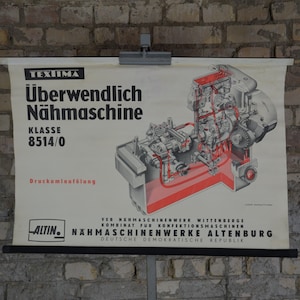 TEXTIMA
Überwendlich
Nähmaschine
KLASSE
8514/0
Druckumlaufölung
ALTIN
VEB NÄHMASCHINENWERK WITTENBERGE
KOMBINAT FÜR KONFEKTIONSMASCHINEN
NÄHMASCHINENWERKE ALTENBURG
DEUTSCHE DEMOKRATISCHE REPUBLIK